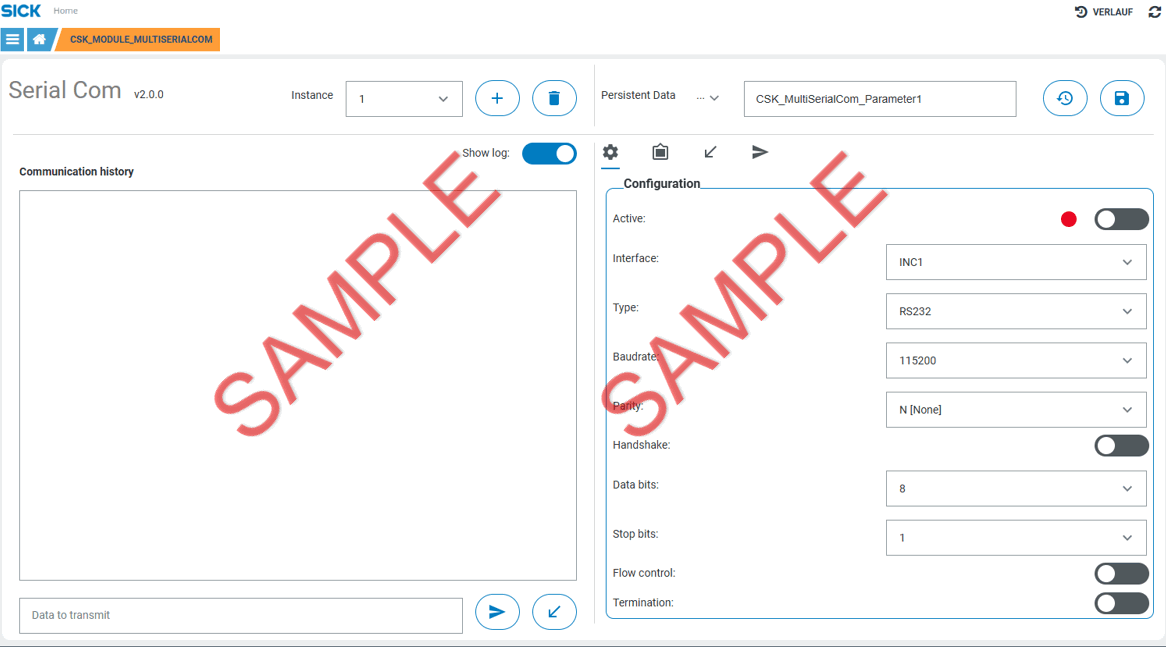 SICK Home VERLAUF
CSK_MODULE_MULTISERIALCOM
Serial Com v2.0.0 Instance 1 Persistent Data ... CSK_MultiSerialCom_Parameter1
Show log:
Communication history
Configuration
Active:
Interface: INC1
Type: RS232
Baudrate: 115200
Parity: N [None]
Handshake:
Data bits: 8
Stop bits: 1
Flow control:
Termination:
Data to transmit
SAMPLE
SAMPLE